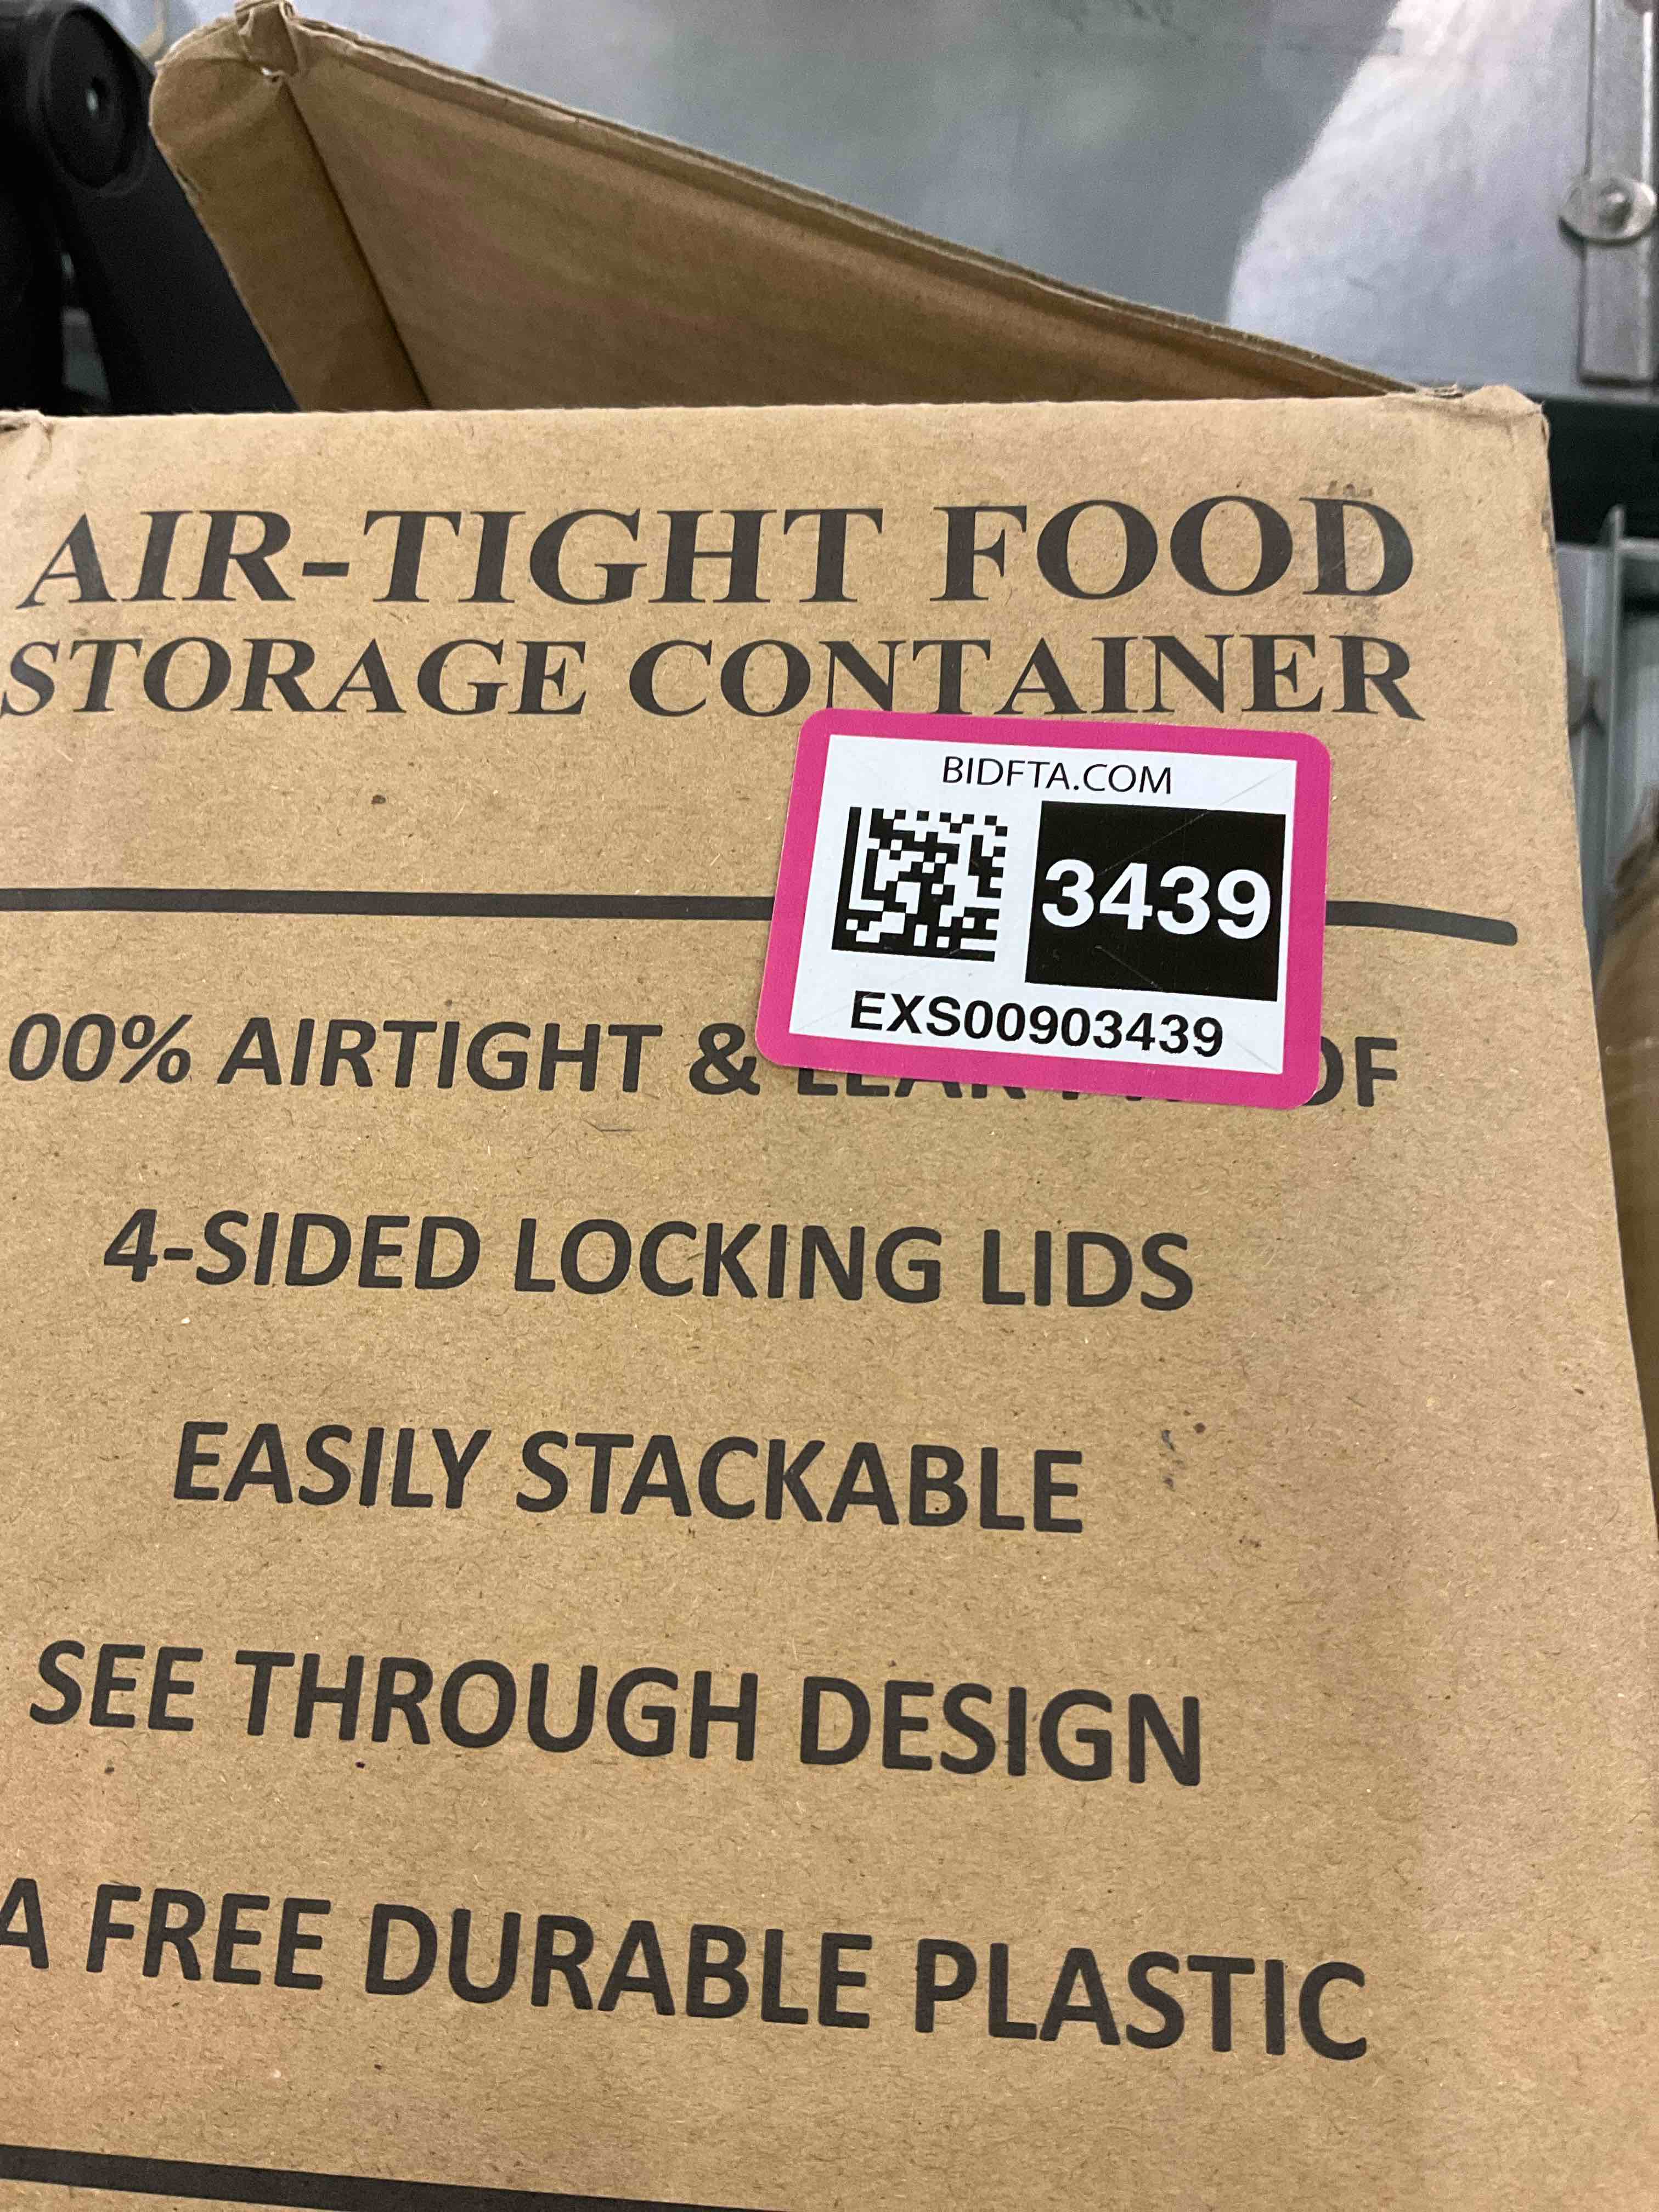 AIR-TIGHT FOOD
STORAGE CONTAINER
BIDFTA.COM
3439
EXS00903439
00% AIRTIGHT & OF
4-SIDED LOCKING LIDS
EASILY STACKABLE
SEE THROUGH DESIGN
A FREE DURABLE PLASTIC